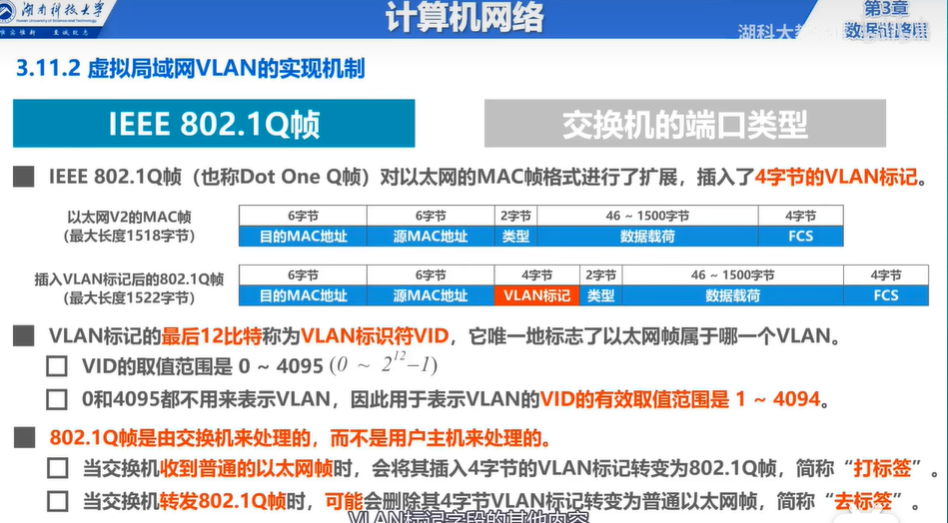 湖南科技大学
Hunan University of Science and Technology
计算机网络
第3章
湖科大
数据链路层
3.11.2 虚拟局域网VLAN的实现机制
IEEE 802.1Q帧
交换机的端口类型
IEEE 802.1Q帧（也称Dot One Q帧）对以太网的MAC帧格式进行了扩展，插入了4字节的VLAN标记。
以太网V2的MAC帧
（最大长度1518字节）
6字节 6字节 2字节 46 ~ 1500字节 4字节
目的MAC地址 源MAC地址 类型 数据载荷 FCS
插入VLAN标记后的802.1Q帧
（最大长度1522字节）
6字节 6字节 4字节 2字节 46 ~ 1500字节 4字节
目的MAC地址 源MAC地址 VLAN标记 类型 数据载荷 FCS
VLAN标记的最后12比特称为VLAN标识符VID，它唯一地标志了以太网帧属于哪一个VLAN。
VID的取值范围是 0 ~ 4095 (0 ~ 2¹²–1)
0和4095都不用来表示VLAN，因此用于表示VLAN的VID的有效取值范围是 1 ~ 4094。
802.1Q帧是由交换机来处理的，而不是用户主机来处理的。
当交换机收到普通的以太网帧时，会将其插入4字节的VLAN标记转变为802.1Q帧，简称“打标签”。
当交换机转发802.1Q帧时，可能会删除其4字节VLAN标记转变为普通以太网帧，简称“去标签”。